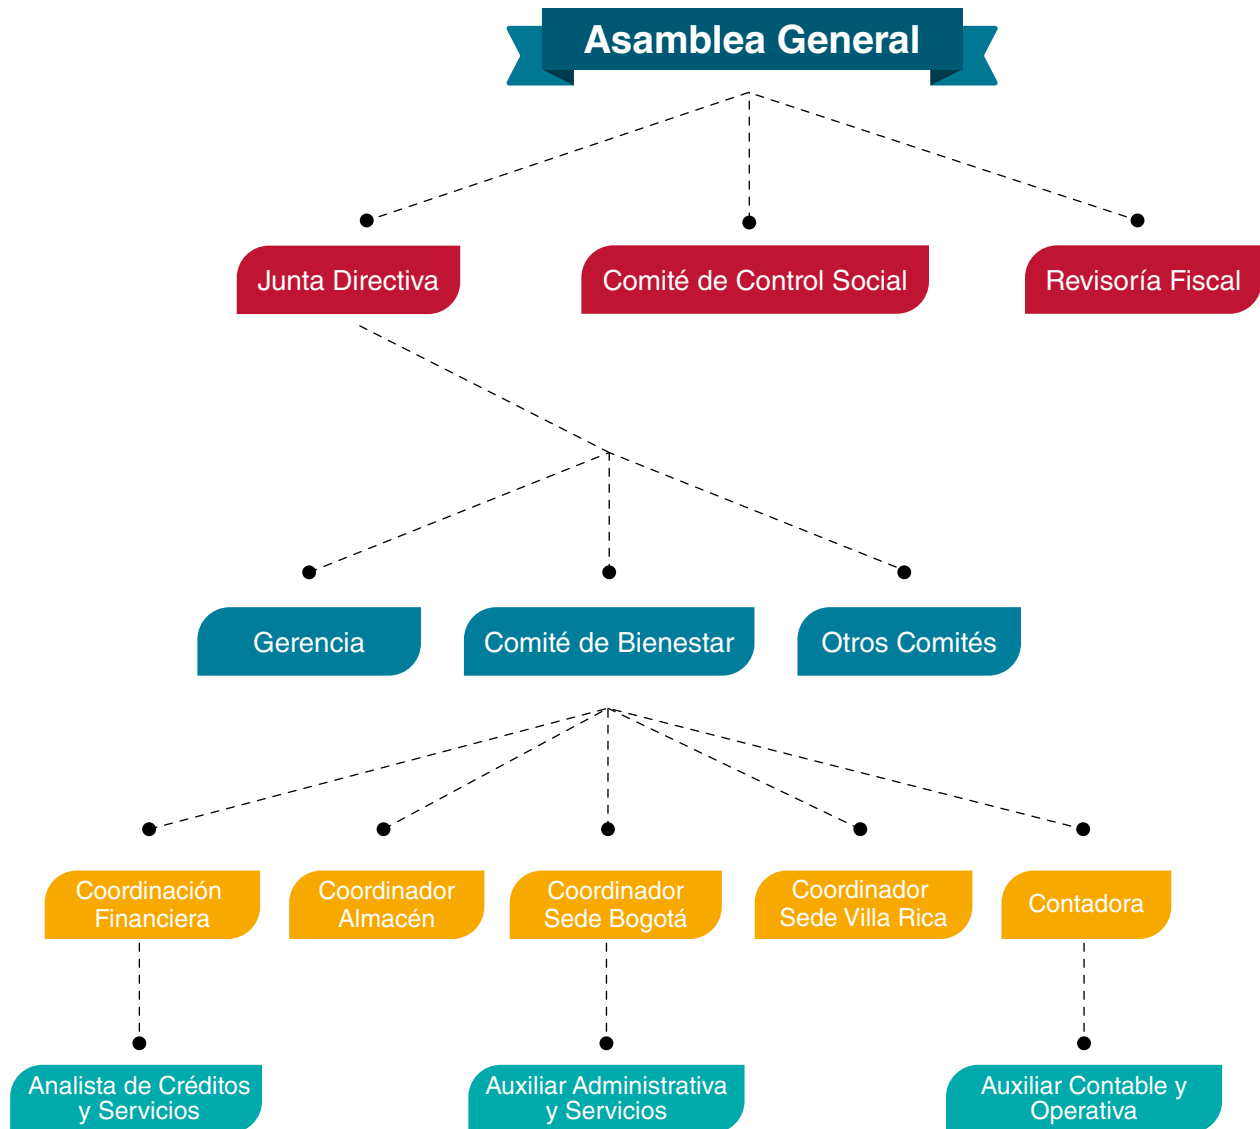 Asamblea General
Junta Directiva
Comité de Control Social
Revisoría Fiscal
Gerencia
Comité de Bienestar
Otros Comités
Coordinación
Financiera
Coordinador
Almacén
Coordinador
Sede Bogotá
Coordinador
Sede Villa Rica
Contadora
Analista de Créditos
y Servicios
Auxiliar Administrativa
y Servicios
Auxiliar Contable y
Operativa